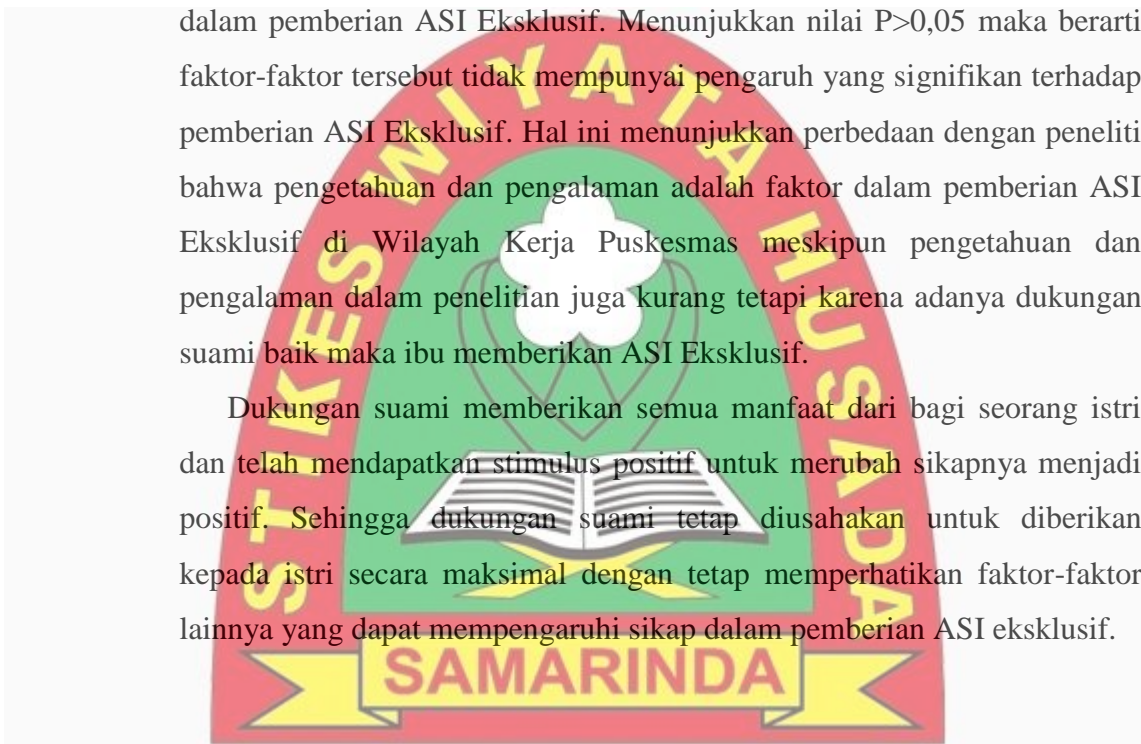 dalam pemberian ASI Eksklusif. Menunjukkan nilai P>0,05 maka berarti
faktor-faktor tersebut tidak mempunyai pengaruh yang signifikan terhadap
pemberian ASI Eksklusif. Hal ini menunjukkan perbedaan dengan peneliti
bahwa pengetahuan dan pengalaman adalah faktor dalam pemberian ASI
Eksklusif di Wilayah Kerja Puskesmas meskipun pengetahuan dan
pengalaman dalam penelitian juga kurang tetapi karena adanya dukungan
suami baik maka ibu memberikan ASI Eksklusif.
Dukungan suami memberikan semua manfaat dari bagi seorang istri
dan telah mendapatkan stimulus positif untuk merubah sikapnya menjadi
positif. Sehingga dukungan suami tetap diusahakan untuk diberikan
kepada istri secara maksimal dengan tetap memperhatikan faktor-faktor
lainnya yang dapat mempengaruhi sikap dalam pemberian ASI eksklusif.
STIKES WIYATA HUSADA
SAMARINDA